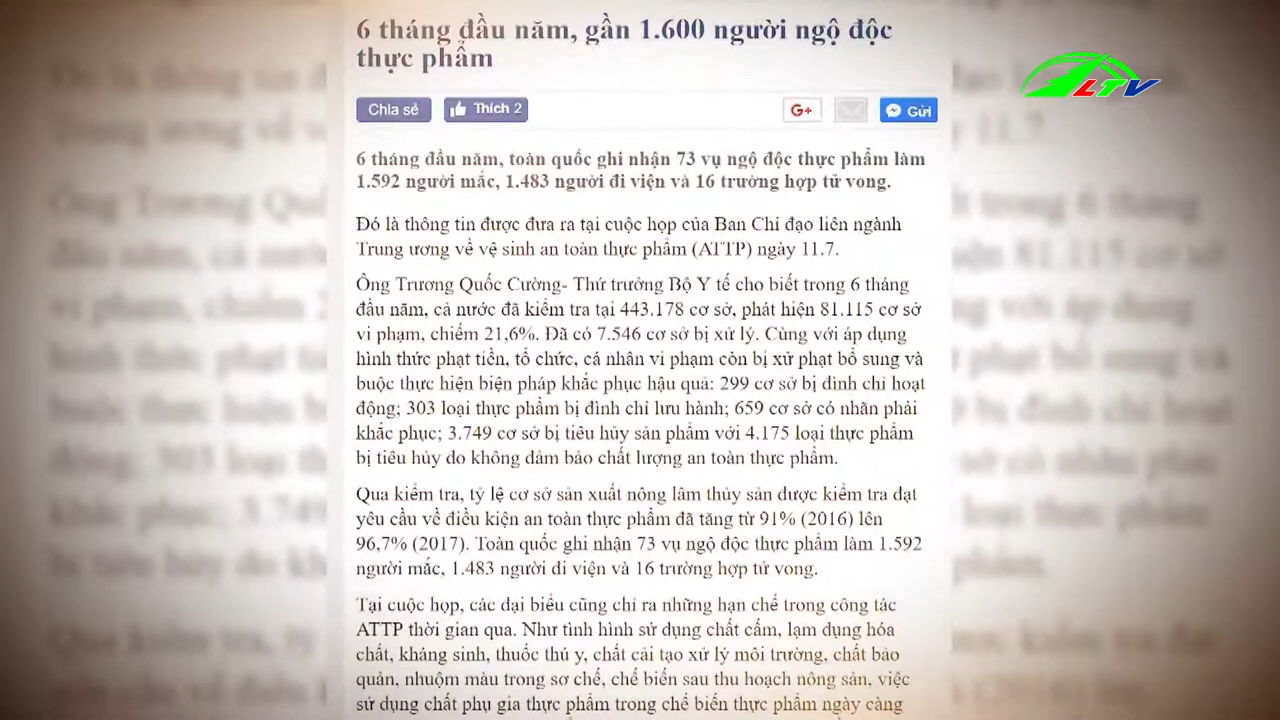 6 tháng đầu năm, gần 1.600 người ngộ độc
thực phẩm
LTV
Chia sẻ
Thích 2
G+
Gửi
6 tháng đầu năm, toàn quốc ghi nhận 73 vụ ngộ độc thực phẩm làm
1.592 người mắc, 1.483 người đi viện và 16 trường hợp tử vong.
Đó là thông tin được đưa ra tại cuộc họp của Ban Chỉ đạo liên ngành
Trung ương về vệ sinh an toàn thực phẩm (ATTP) ngày 11.7.
Ông Trương Quốc Cường- Thứ trưởng Bộ Y tế cho biết trong 6 tháng
đầu năm, cả nước đã kiểm tra tại 443.178 cơ sở, phát hiện 81.115 cơ sở
vi phạm, chiếm 21,6%. Đã có 7.546 cơ sở bị xử lý. Cùng với áp dụng
hình thức phạt tiền, tổ chức, cá nhân vi phạm còn bị xử phạt bổ sung và
buộc thực hiện biện pháp khắc phục hậu quả: 299 cơ sở bị đình chỉ hoạt
động; 303 loại thực phẩm bị đình chỉ lưu hành; 659 cơ sở có nhãn phải
khắc phục; 3.749 cơ sở bị tiêu hủy sản phẩm với 4.175 loại thực phẩm
bị tiêu hủy do không đảm bảo chất lượng an toàn thực phẩm.
Qua kiểm tra, tỷ lệ cơ sở sản xuất nông lâm thủy sản được kiểm tra đạt
yêu cầu về điều kiện an toàn thực phẩm đã tăng từ 91% (2016) lên
96,7% (2017). Toàn quốc ghi nhận 73 vụ ngộ độc thực phẩm làm 1.592
người mắc, 1.483 người đi viện và 16 trường hợp tử vong.
Tại cuộc họp, các đại biểu cũng chỉ ra những hạn chế trong công tác
ATTP thời gian qua. Như tình hình sử dụng chất cấm, lạm dụng hóa
chất, kháng sinh, thuốc thú y, chất cải tạo xử lý môi trường, chất bảo
quản, nhuộm màu trong sơ chế, chế biến sau thu hoạch nông sản, việc
sử dụng chất phụ gia thực phẩm trong chế biến thực phẩm ngày càng